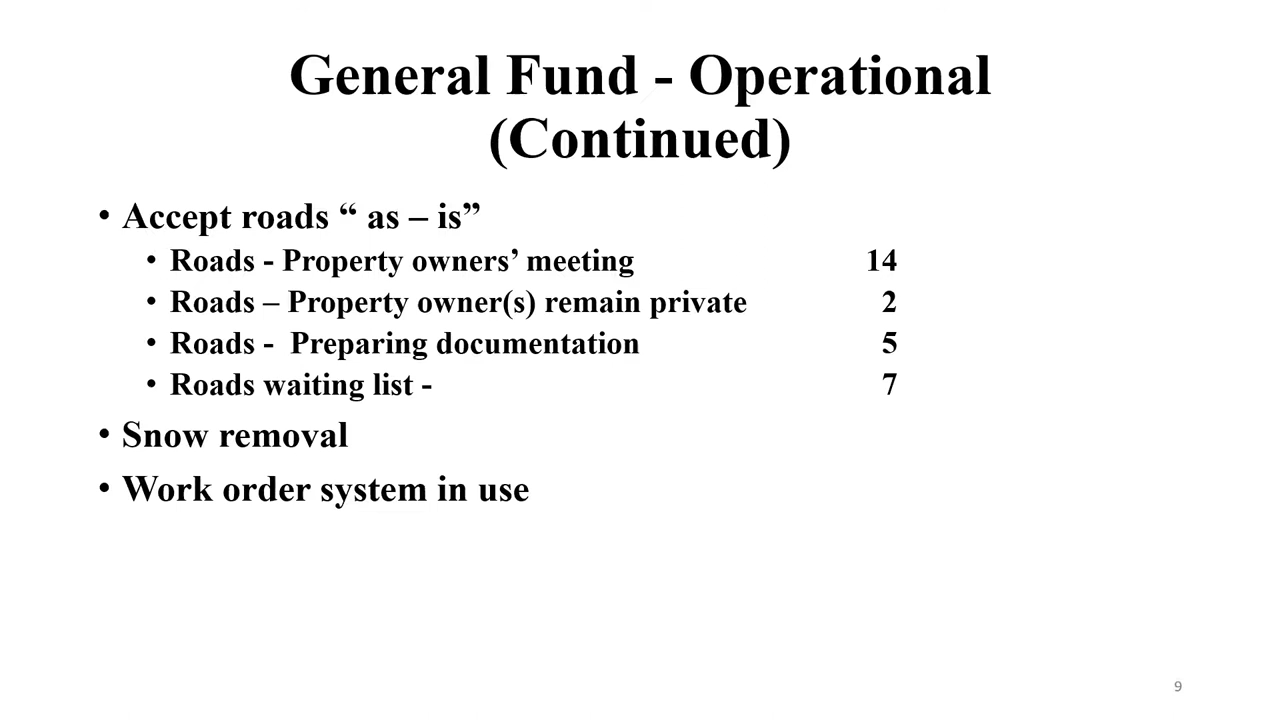 General Fund - Operational
(Continued)
• Accept roads “ as – is”
• Roads - Property owners’ meeting 14
• Roads – Property owner(s) remain private 2
• Roads -  Preparing documentation 5
• Roads waiting list - 7
• Snow removal
• Work order system in use
9